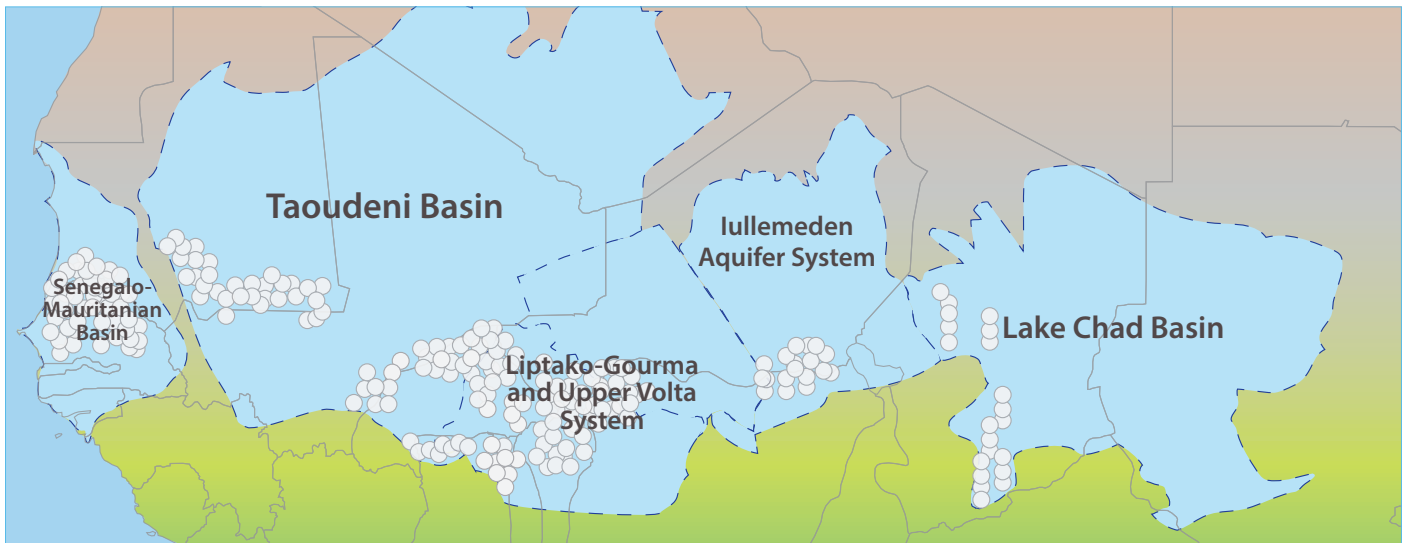 Taoudeni Basin
Iullemeden
Aquifer System
Senegalo-
Mauritanian
Basin
Lake Chad Basin
Liptako-Gourma
and Upper Volta
System